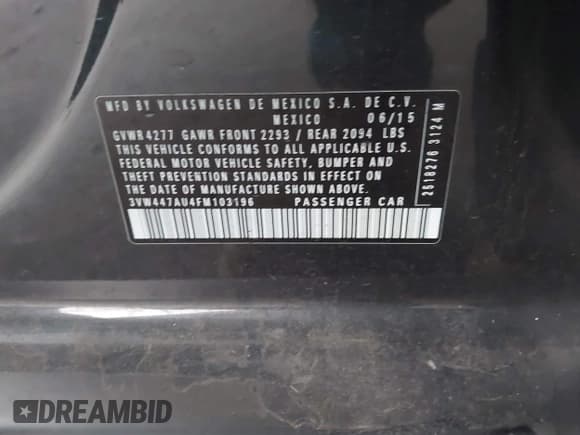 MFD BY VOLKSWAGEN DE MEXICO S.A. DE C.V.
MEXICO 06/15
GVWR 4277 GAWR FRONT 2293 / REAR 2094 LBS
THIS VEHICLE CONFORMS TO ALL APPLICABLE U.S.
FEDERAL MOTOR VEHICLE SAFETY, BUMPER AND
THEFT PREVENTION STANDARDS IN EFFECT ON
THE DATE OF MANUFACTURE SHOWN ABOVE.
3VW447AU4FM103196 PASSENGER CAR
2518276 3124 M
DREAMBID